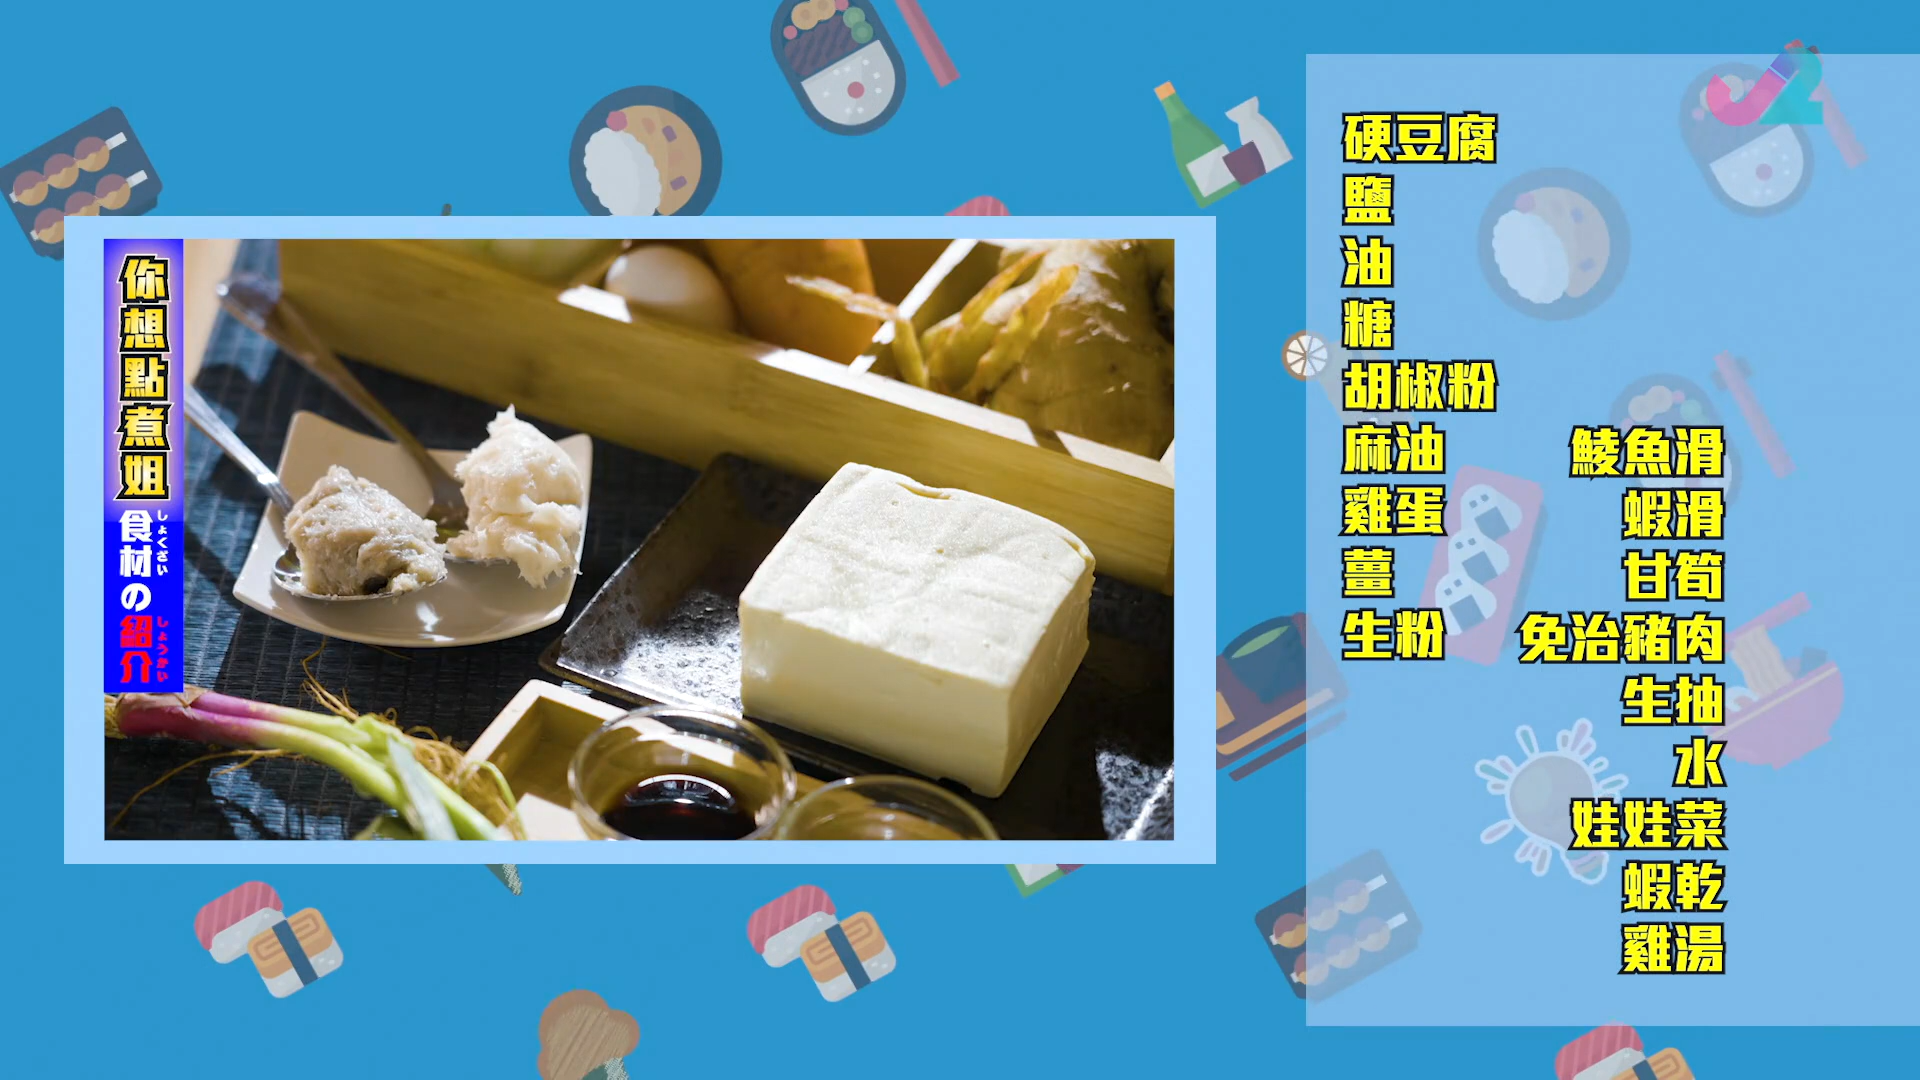 你想點煮姐
食材の紹介
しょくざい
しょうかい
J2
硬豆腐
鹽
油
糖
胡椒粉
麻油
雞蛋
薑
生粉
鯪魚滑
蝦滑
甘筍
免治豬肉
生抽
水
娃娃菜
蝦乾
雞湯